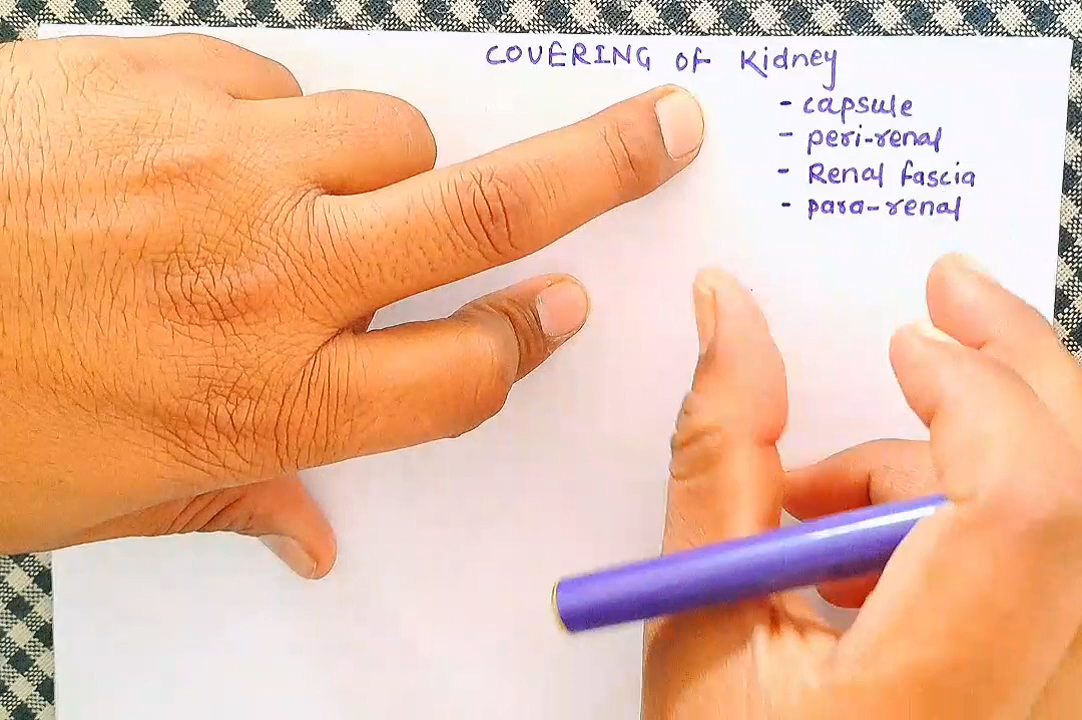 COVERING OF Kidney
- capsule
- peri-renal
- Renal fascia
- para-renal